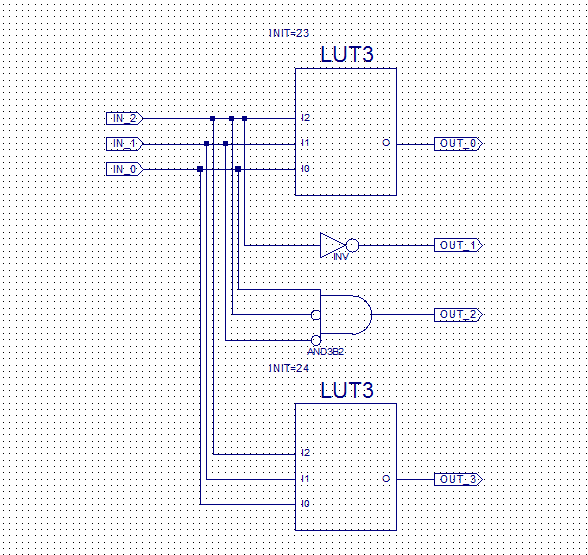 INIT=23
LUT3
IN_2
I2
IN_1
I1
O
OUT_0
IN_0
I0
OUT_1
INV
OUT_2
AND3B2
INIT=24
LUT3
I2
I1
O
OUT_3
I0